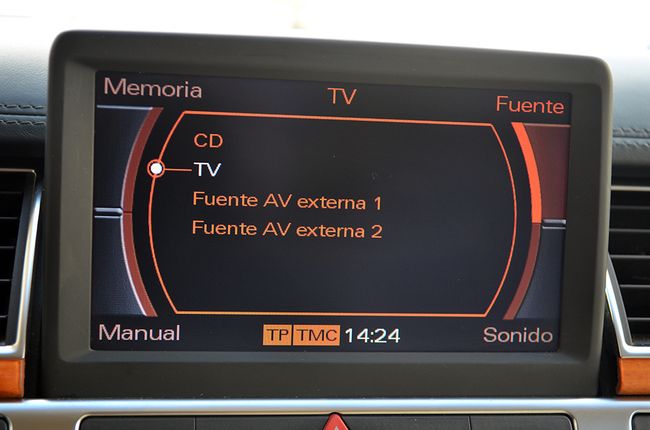 Memoria TV Fuente
CD
TV
Fuente AV externa 1
Fuente AV externa 2
Manual TP TMC 14:24 Sonido